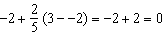 −2 + 2/5 (3 − −2) = −2 + 2 = 0